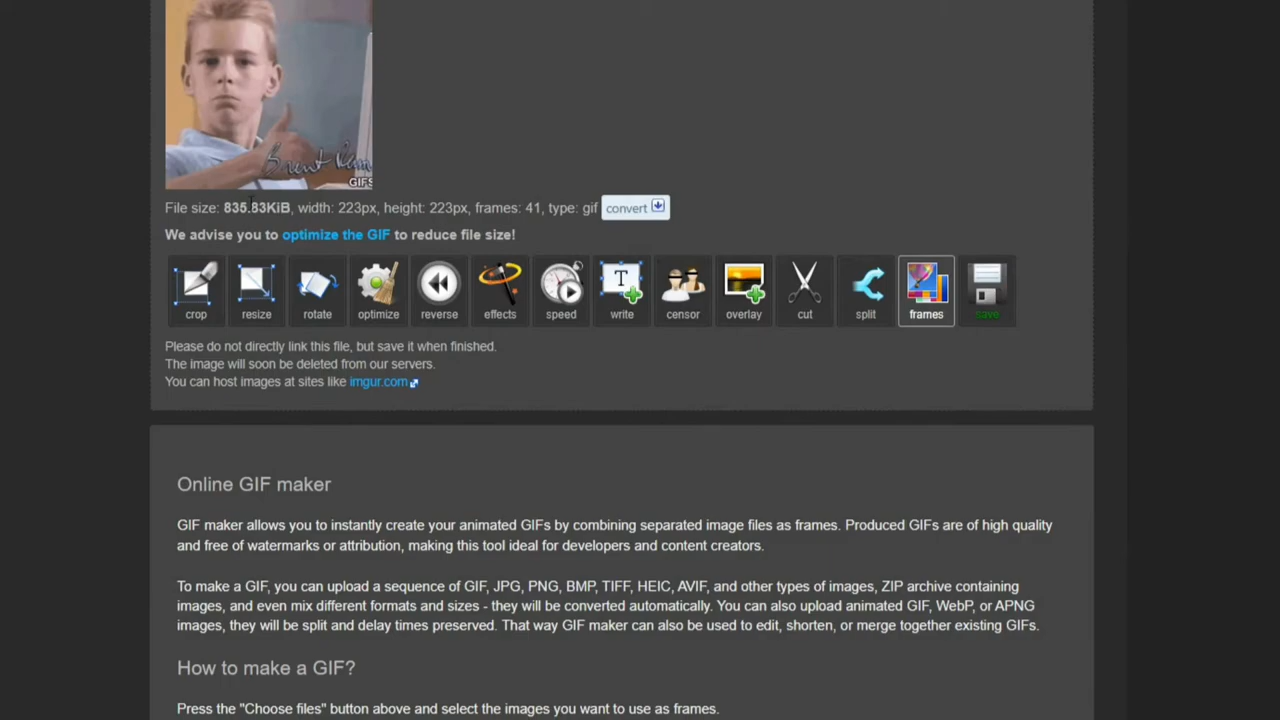 Brent Ram
GIFS
File size: 835.83KiB, width: 223px, height: 223px, frames: 41, type: gif convert
We advise you to optimize the GIF to reduce file size!
crop resize rotate optimize reverse effects speed write censor overlay cut split frames save
Please do not directly link this file, but save it when finished.
The image will soon be deleted from our servers.
You can host images at sites like imgur.com
Online GIF maker
GIF maker allows you to instantly create your animated GIFs by combining separated image files as frames. Produced GIFs are of high quality
and free of watermarks or attribution, making this tool ideal for developers and content creators.
To make a GIF, you can upload a sequence of GIF, JPG, PNG, BMP, TIFF, HEIC, AVIF, and other types of images, ZIP archive containing
images, and even mix different formats and sizes - they will be converted automatically. You can also upload animated GIF, WebP, or APNG
images, they will be split and delay times preserved. That way GIF maker can also be used to edit, shorten, or merge together existing GIFs.
How to make a GIF?
Press the "Choose files" button above and select the images you want to use as frames.